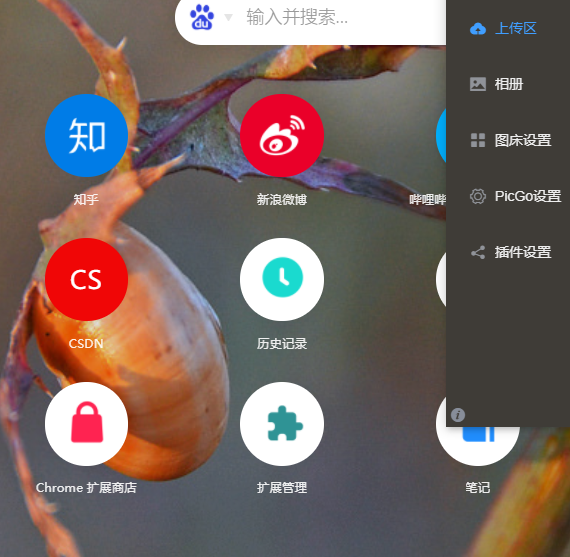 du 输入并搜索...
上传区
相册
图床设置
PicGo设置
插件设置
知
知乎
新浪微博
哔哩哔
CS
CSDN
历史记录
Chrome 扩展商店
扩展管理
笔记
i